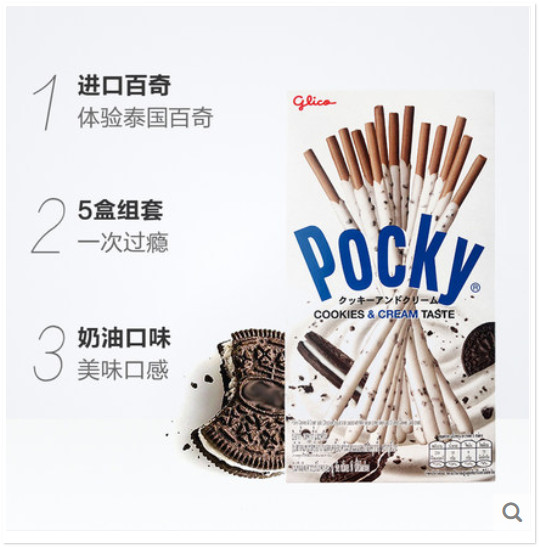 1 进口百奇
体验泰国百奇
2 5盒组套
一次过瘾
3 奶油口味
美味口感
Glico
Pocky®
クッキーアンドクリーム
COOKIES & CREAM TASTE